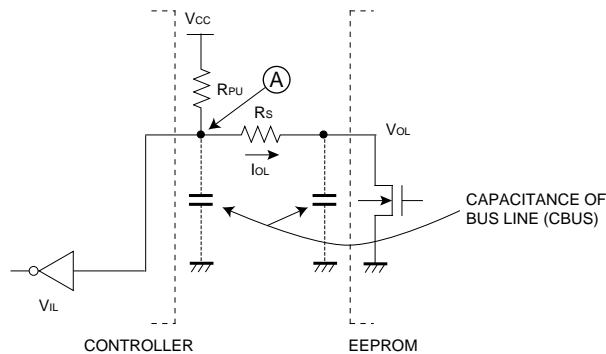 VCC
A
RPU
RS
VOL
IOL
CAPACITANCE OF
BUS LINE (CBUS)
VIL
CONTROLLER
EEPROM